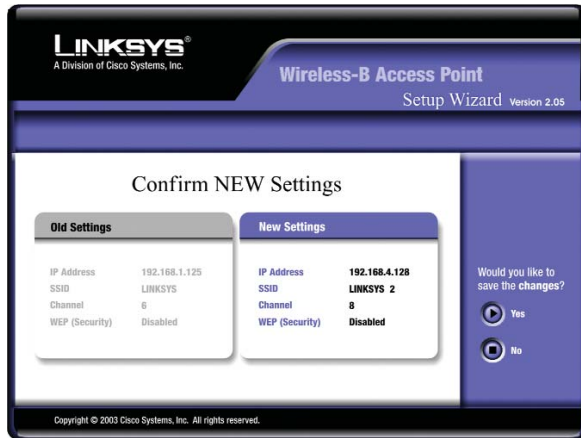 LINKSYS®
A Division of Cisco Systems, Inc.
Wireless-B Access Point
Setup Wizard Version 2.05
Confirm NEW Settings
Old Settings
IP Address 192.168.1.125
SSID LINKSYS
Channel 6
WEP (Security) Disabled
New Settings
IP Address 192.168.4.128
SSID LINKSYS 2
Channel 8
WEP (Security) Disabled
Would you like to
save the changes?
Yes
No
Copyright © 2003 Cisco Systems, Inc. All rights reserved.